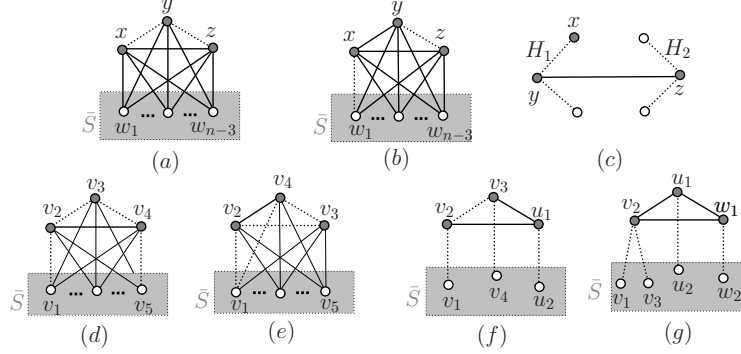 y y
x z x z x H₁ H₂
y z
S̄ w₁ ... ... wₙ₋₃ S̄ w₁ ... ... wₙ₋₃
(a) (b) (c)
v₃ v₄ v₃ u₁
v₂ v₄ v₂ v₃ v₂ u₁ v₂ w₁
S̄ v₁ ... ... v₅ S̄ v₁ ... ... v₅ S̄ v₁ v₄ u₂ S̄ v₁ v₃ u₂ w₂
(d) (e) (f) (g)